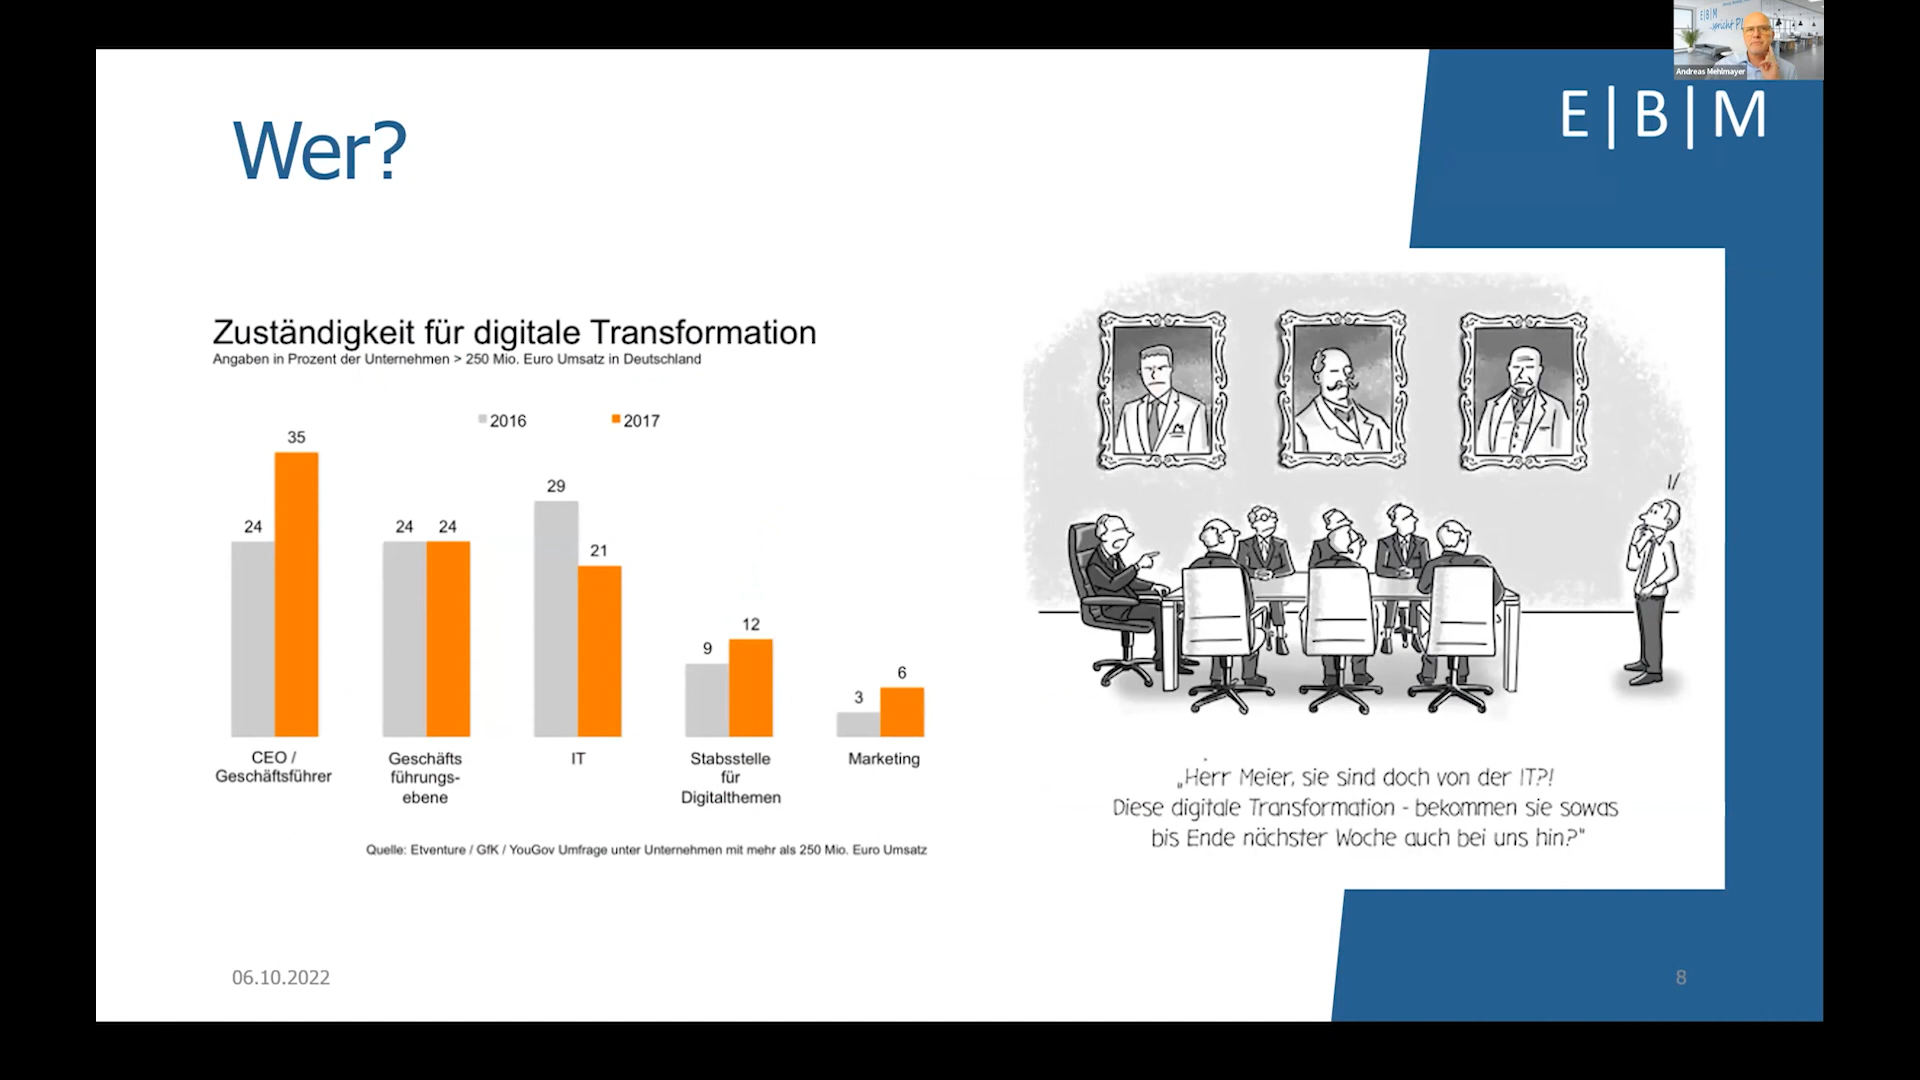 Andreas Mehlmayer
E|B|M
Wer?
Zuständigkeit für digitale Transformation
Angaben in Prozent der Unternehmen > 250 Mio. Euro Umsatz in Deutschland
2016 2017
24 35
24 24
29 21
9 12
3 6
CEO /
Geschäftsführer
Geschäfts
führungs-
ebene
IT
Stabsstelle
für
Digitalthemen
Marketing
Quelle: Etventure / GfK / YouGov Umfrage unter Unternehmen mit mehr als 250 Mio. Euro Umsatz
„Herr Meier, sie sind doch von der IT?!
Diese digitale Transformation - bekommen sie sowas
bis Ende nächster Woche auch bei uns hin?"
06.10.2022
8